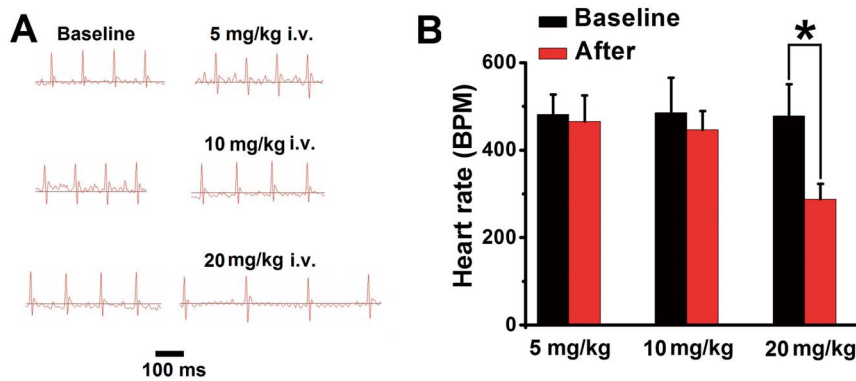 A
Baseline
5 mg/kg i.v.
10 mg/kg i.v.
20 mg/kg i.v.
100 ms
B
Baseline
After
*
Heart rate (BPM)
600
400
200
0
5 mg/kg
10 mg/kg
20 mg/kg